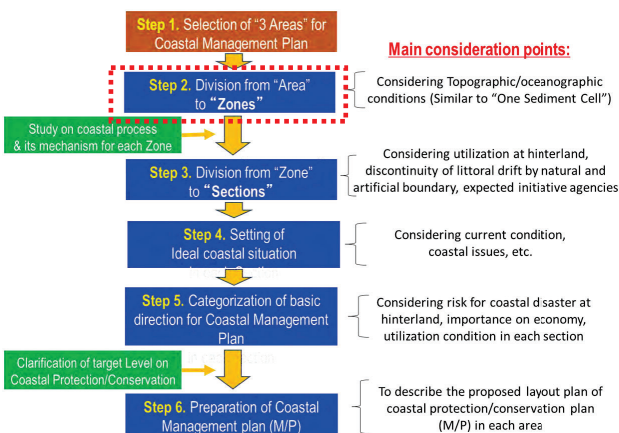 Step 1. Selection of “3 Areas” for
Coastal Management Plan
Main consideration points:
Step 2. Division from “Area”
to “Zones”
Considering Topographic/oceanographic
conditions (Similar to “One Sediment Cell”)
Study on coastal process
& its mechanism for each Zone
Step 3. Division from “Zone”
to “Sections”
Considering utilization at hinterland,
discontinuity of littoral drift by natural and
artificial boundary, expected initiative agencies
Step 4. Setting of
Ideal coastal situation
Considering current condition,
coastal issues, etc.
Step 5. Categorization of basic
direction for Coastal Management
Plan
Considering risk for coastal disaster at
hinterland, importance on economy,
utilization condition in each section
Clarification of target Level on
Coastal Protection/Conservation
Step 6. Preparation of Coastal
Management plan (M/P)
To describe the proposed layout plan of
coastal protection/conservation plan
(M/P) in each area